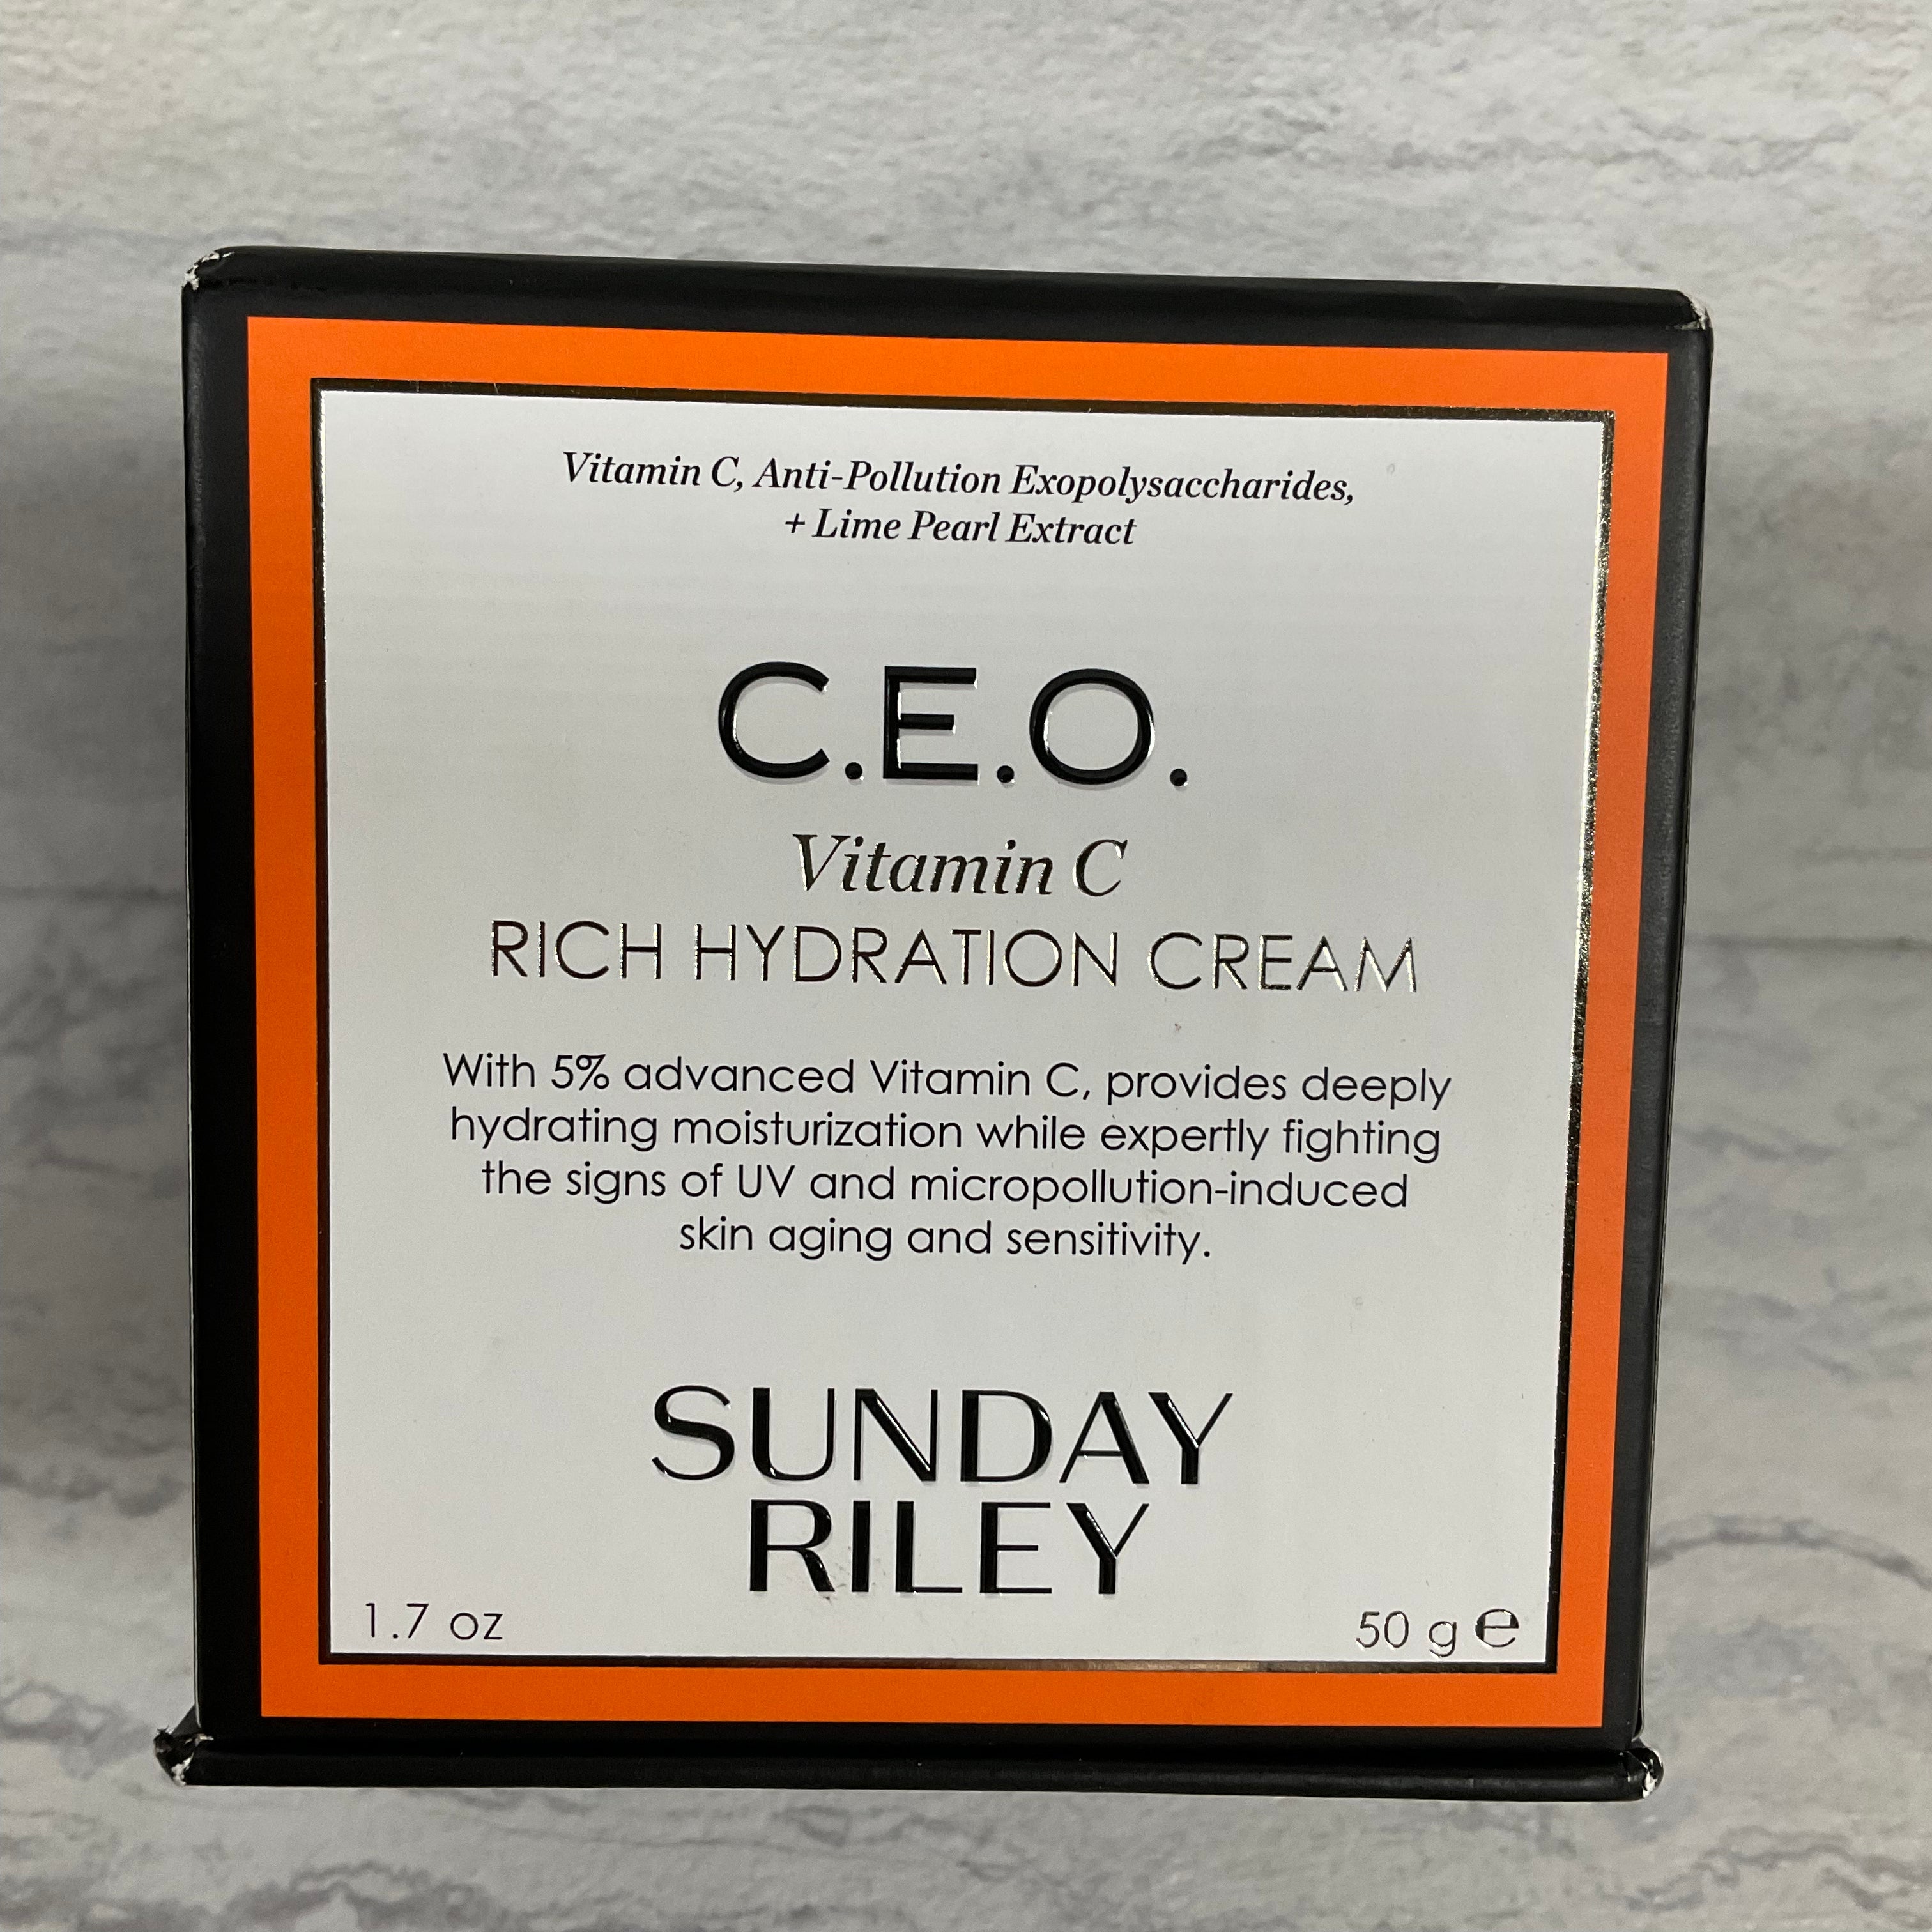 Vitamin C, Anti-Pollution Exopolysaccharides,
+ Lime Pearl Extract
C.E.O.
Vitamin C
RICH HYDRATION CREAM
With 5% advanced Vitamin C, provides deeply
hydrating moisturization while expertly fighting
the signs of UV and micropollution-induced
skin aging and sensitivity.
SUNDAY
RILEY
1.7 oz 50 g ℮